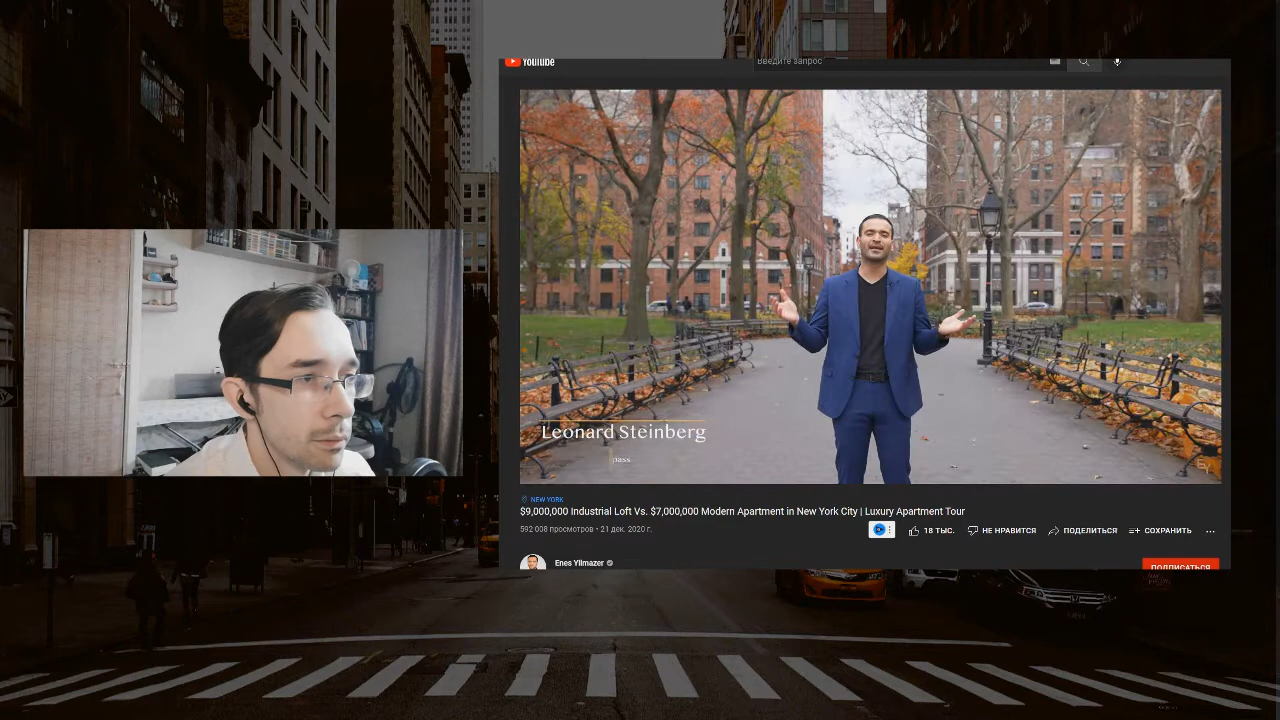 YouTube
Введите запрос
Leonard Steinberg
pass
NEW YORK
$9,000,000 Industrial Loft Vs. $7,000,000 Modern Apartment in New York City | Luxury Apartment Tour
592 008 просмотров • 21 дек. 2020 г.
18 ТЫС.
НЕ НРАВИТСЯ
ПОДЕЛИТЬСЯ
СОХРАНИТЬ
Enes Yilmazer
ПОДПИСАТЬСЯ